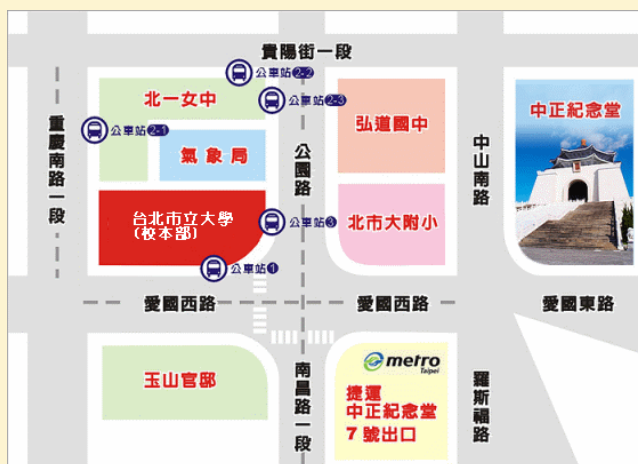 貴陽街一段
公車站2-2
北一女中
公車站2-3
中正紀念堂
重慶南路一段
公車站2-1
弘道國中
中山南路
氣象局
公園路
台北市立大學
(校本部)
公車站3
北市大附小
公車站1
愛國西路
愛國西路
愛國東路
metro
Taipei
玉山官邸
南昌路一段
捷運
中正紀念堂
7號出口
羅斯福路